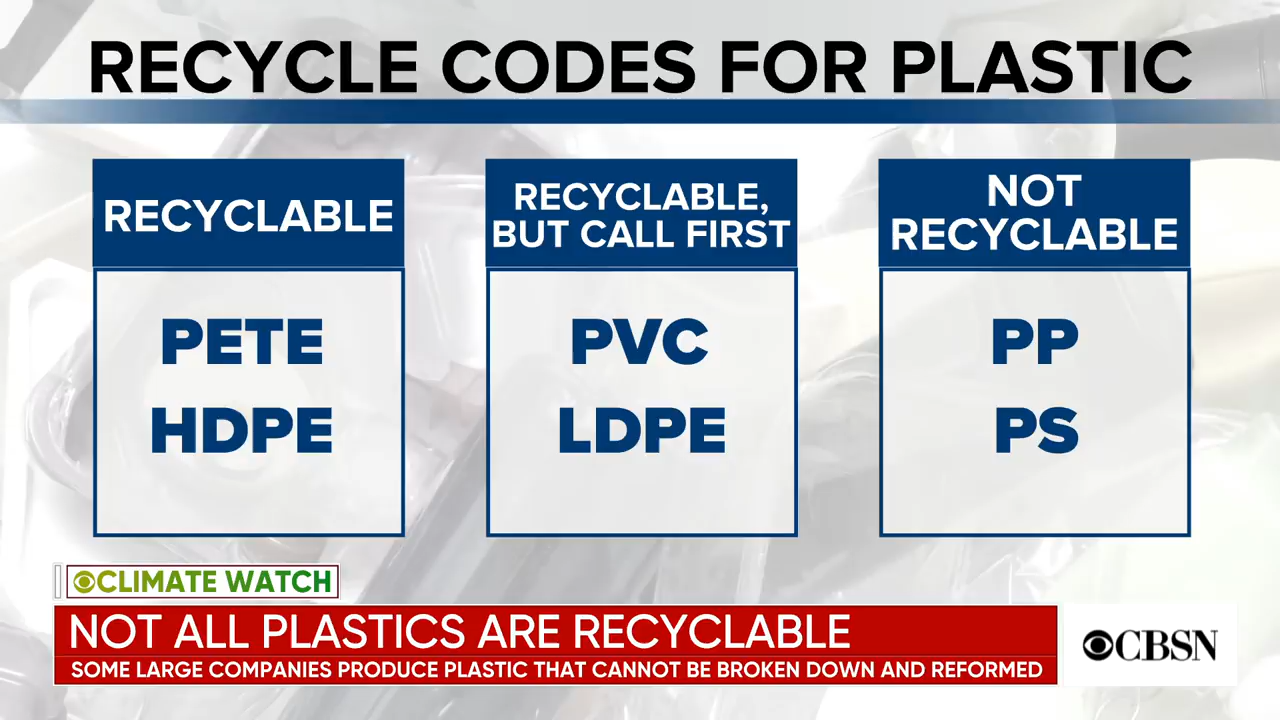 RECYCLE CODES FOR PLASTIC
RECYCLABLE
PETE
HDPE
RECYCLABLE,
BUT CALL FIRST
PVC
LDPE
NOT
RECYCLABLE
PP
PS
CLIMATE WATCH
NOT ALL PLASTICS ARE RECYCLABLE
SOME LARGE COMPANIES PRODUCE PLASTIC THAT CANNOT BE BROKEN DOWN AND REFORMED
CBSN